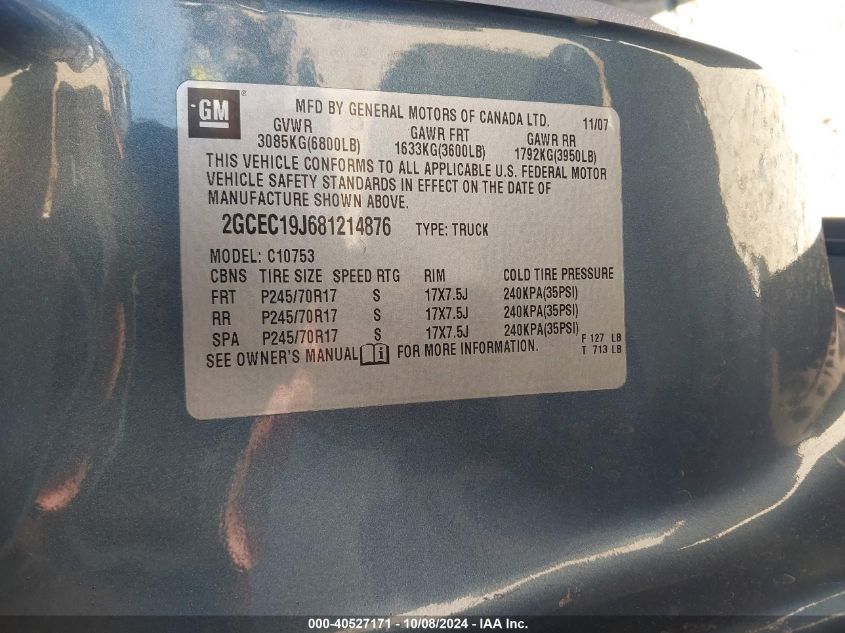 GM ®
MFD BY GENERAL MOTORS OF CANADA LTD. 11/07
GVWR GAWR FRT GAWR RR
3085KG(6800LB) 1633KG(3600LB) 1792KG(3950LB)
THIS VEHICLE CONFORMS TO ALL APPLICABLE U.S. FEDERAL MOTOR
VEHICLE SAFETY STANDARDS IN EFFECT ON THE DATE OF
MANUFACTURE SHOWN ABOVE.
2GCEC19J681214876 TYPE: TRUCK
MODEL: C10753
CBNS TIRE SIZE SPEED RTG RIM COLD TIRE PRESSURE
FRT P245/70R17 S 17X7.5J 240KPA(35PSI)
RR P245/70R17 S 17X7.5J 240KPA(35PSI)
SPA P245/70R17 S 17X7.5J 240KPA(35PSI)
F 127 LB
SEE OWNER'S MANUAL i FOR MORE INFORMATION. T 713 LB
000-40527171 - 10/08/2024 - IAA Inc.